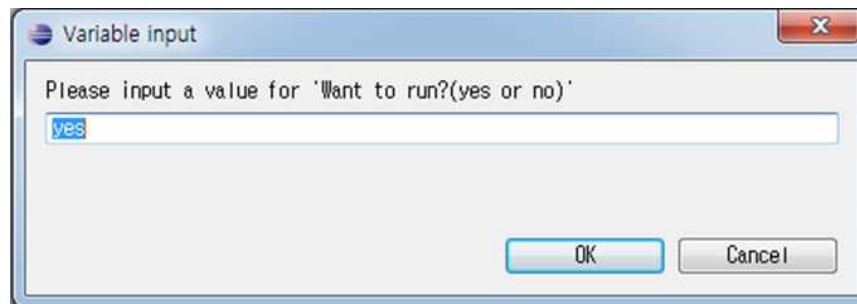 Variable input
Please input a value for 'Want to run?(yes or no)'
yes
OK
Cancel